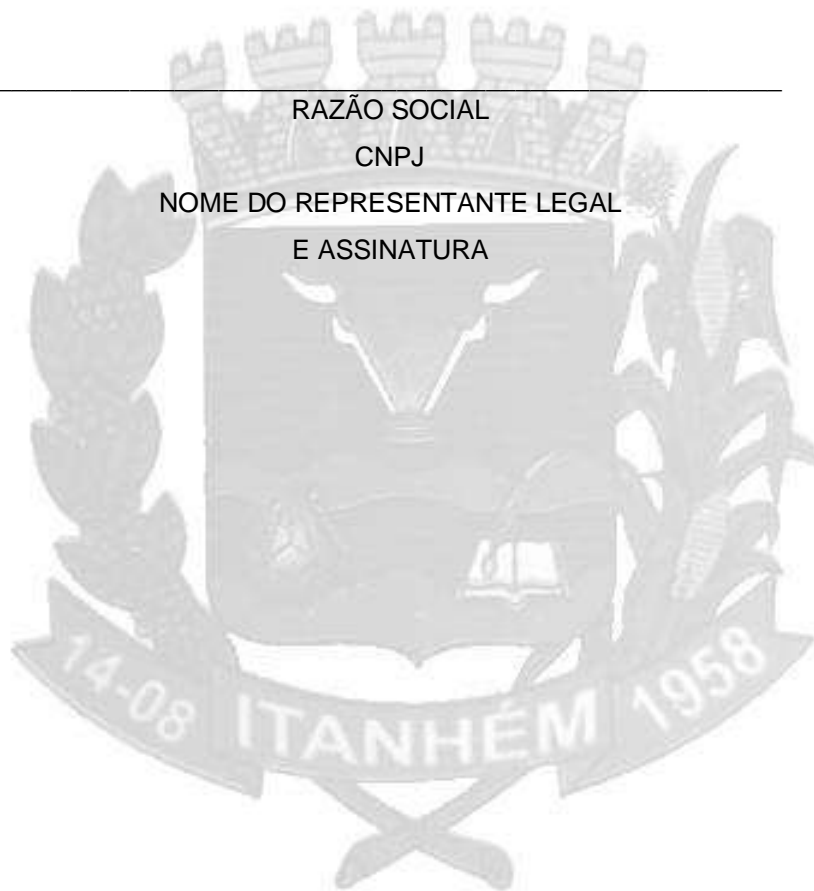 RAZÃO SOCIAL
CNPJ
NOME DO REPRESENTANTE LEGAL
E ASSINATURA
14-08 ITANHÉM 1958